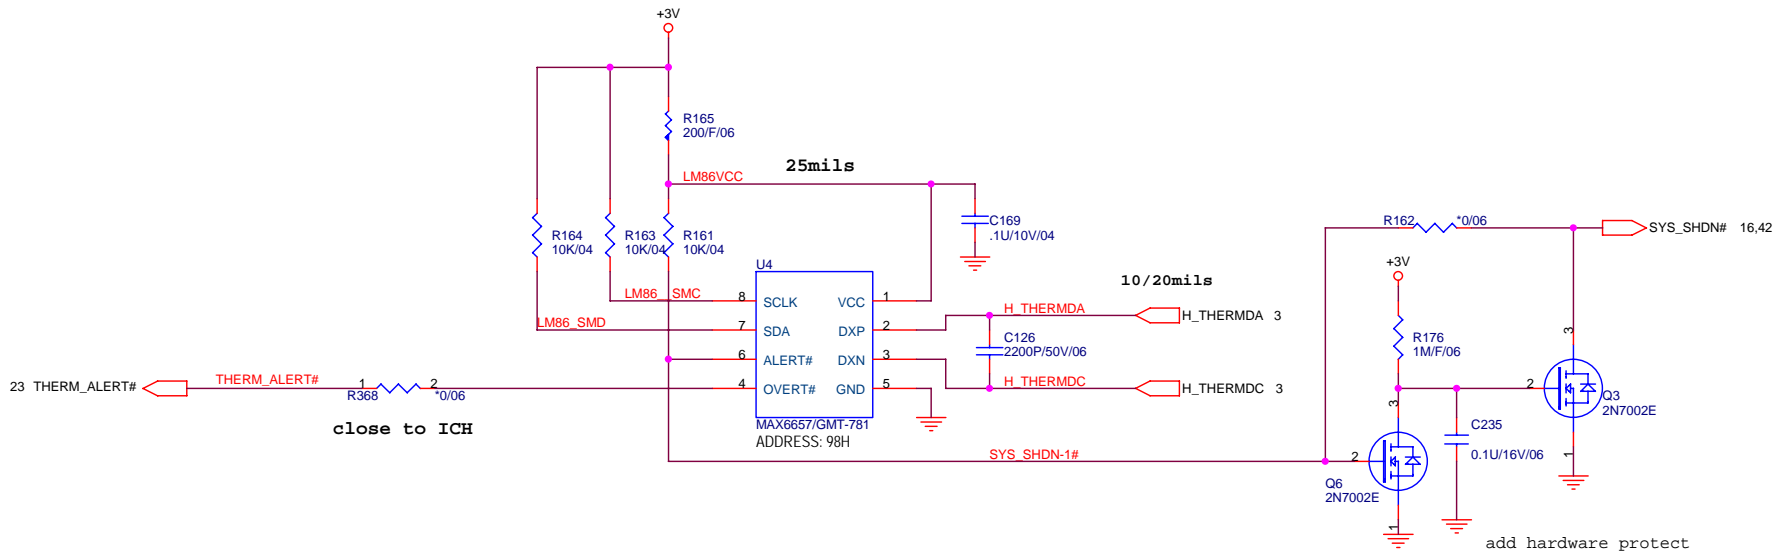 +3V
R165
200/F/06
25mils
LM86VCC
C169
.1U/10V/04
R164
10K/04
R163
10K/04
R161
10K/04
R162
*0/06
SYS_SHDN# 16,42
+3V
U4
10/20mils
LM86__SMC
8
SCLK
VCC
1
H_THERMDA
H_THERMDA 3
LM86_SMD
7
SDA
DXP
2
C126
2200P/50V/06
R176
1M/F/06
3
6
ALERT#
DXN
3
H_THERMDC
H_THERMDC 3
23 THERM_ALERT#
THERM_ALERT#
1
2
R368
*0/06
4
OVERT#
GND
5
2
Q3
2N7002E
1
close to ICH
MAX6657/GMT-781
ADDRESS: 98H
3
C235
0.1U/16V/06
SYS_SHDN-1#
2
Q6
2N7002E
1
add hardware protect